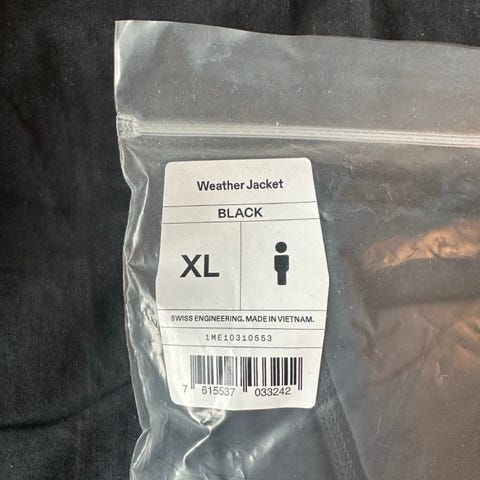 Weather Jacket
BLACK
XL
SWISS ENGINEERING. MADE IN VIETNAM.
1ME10310553
7 615537 033242